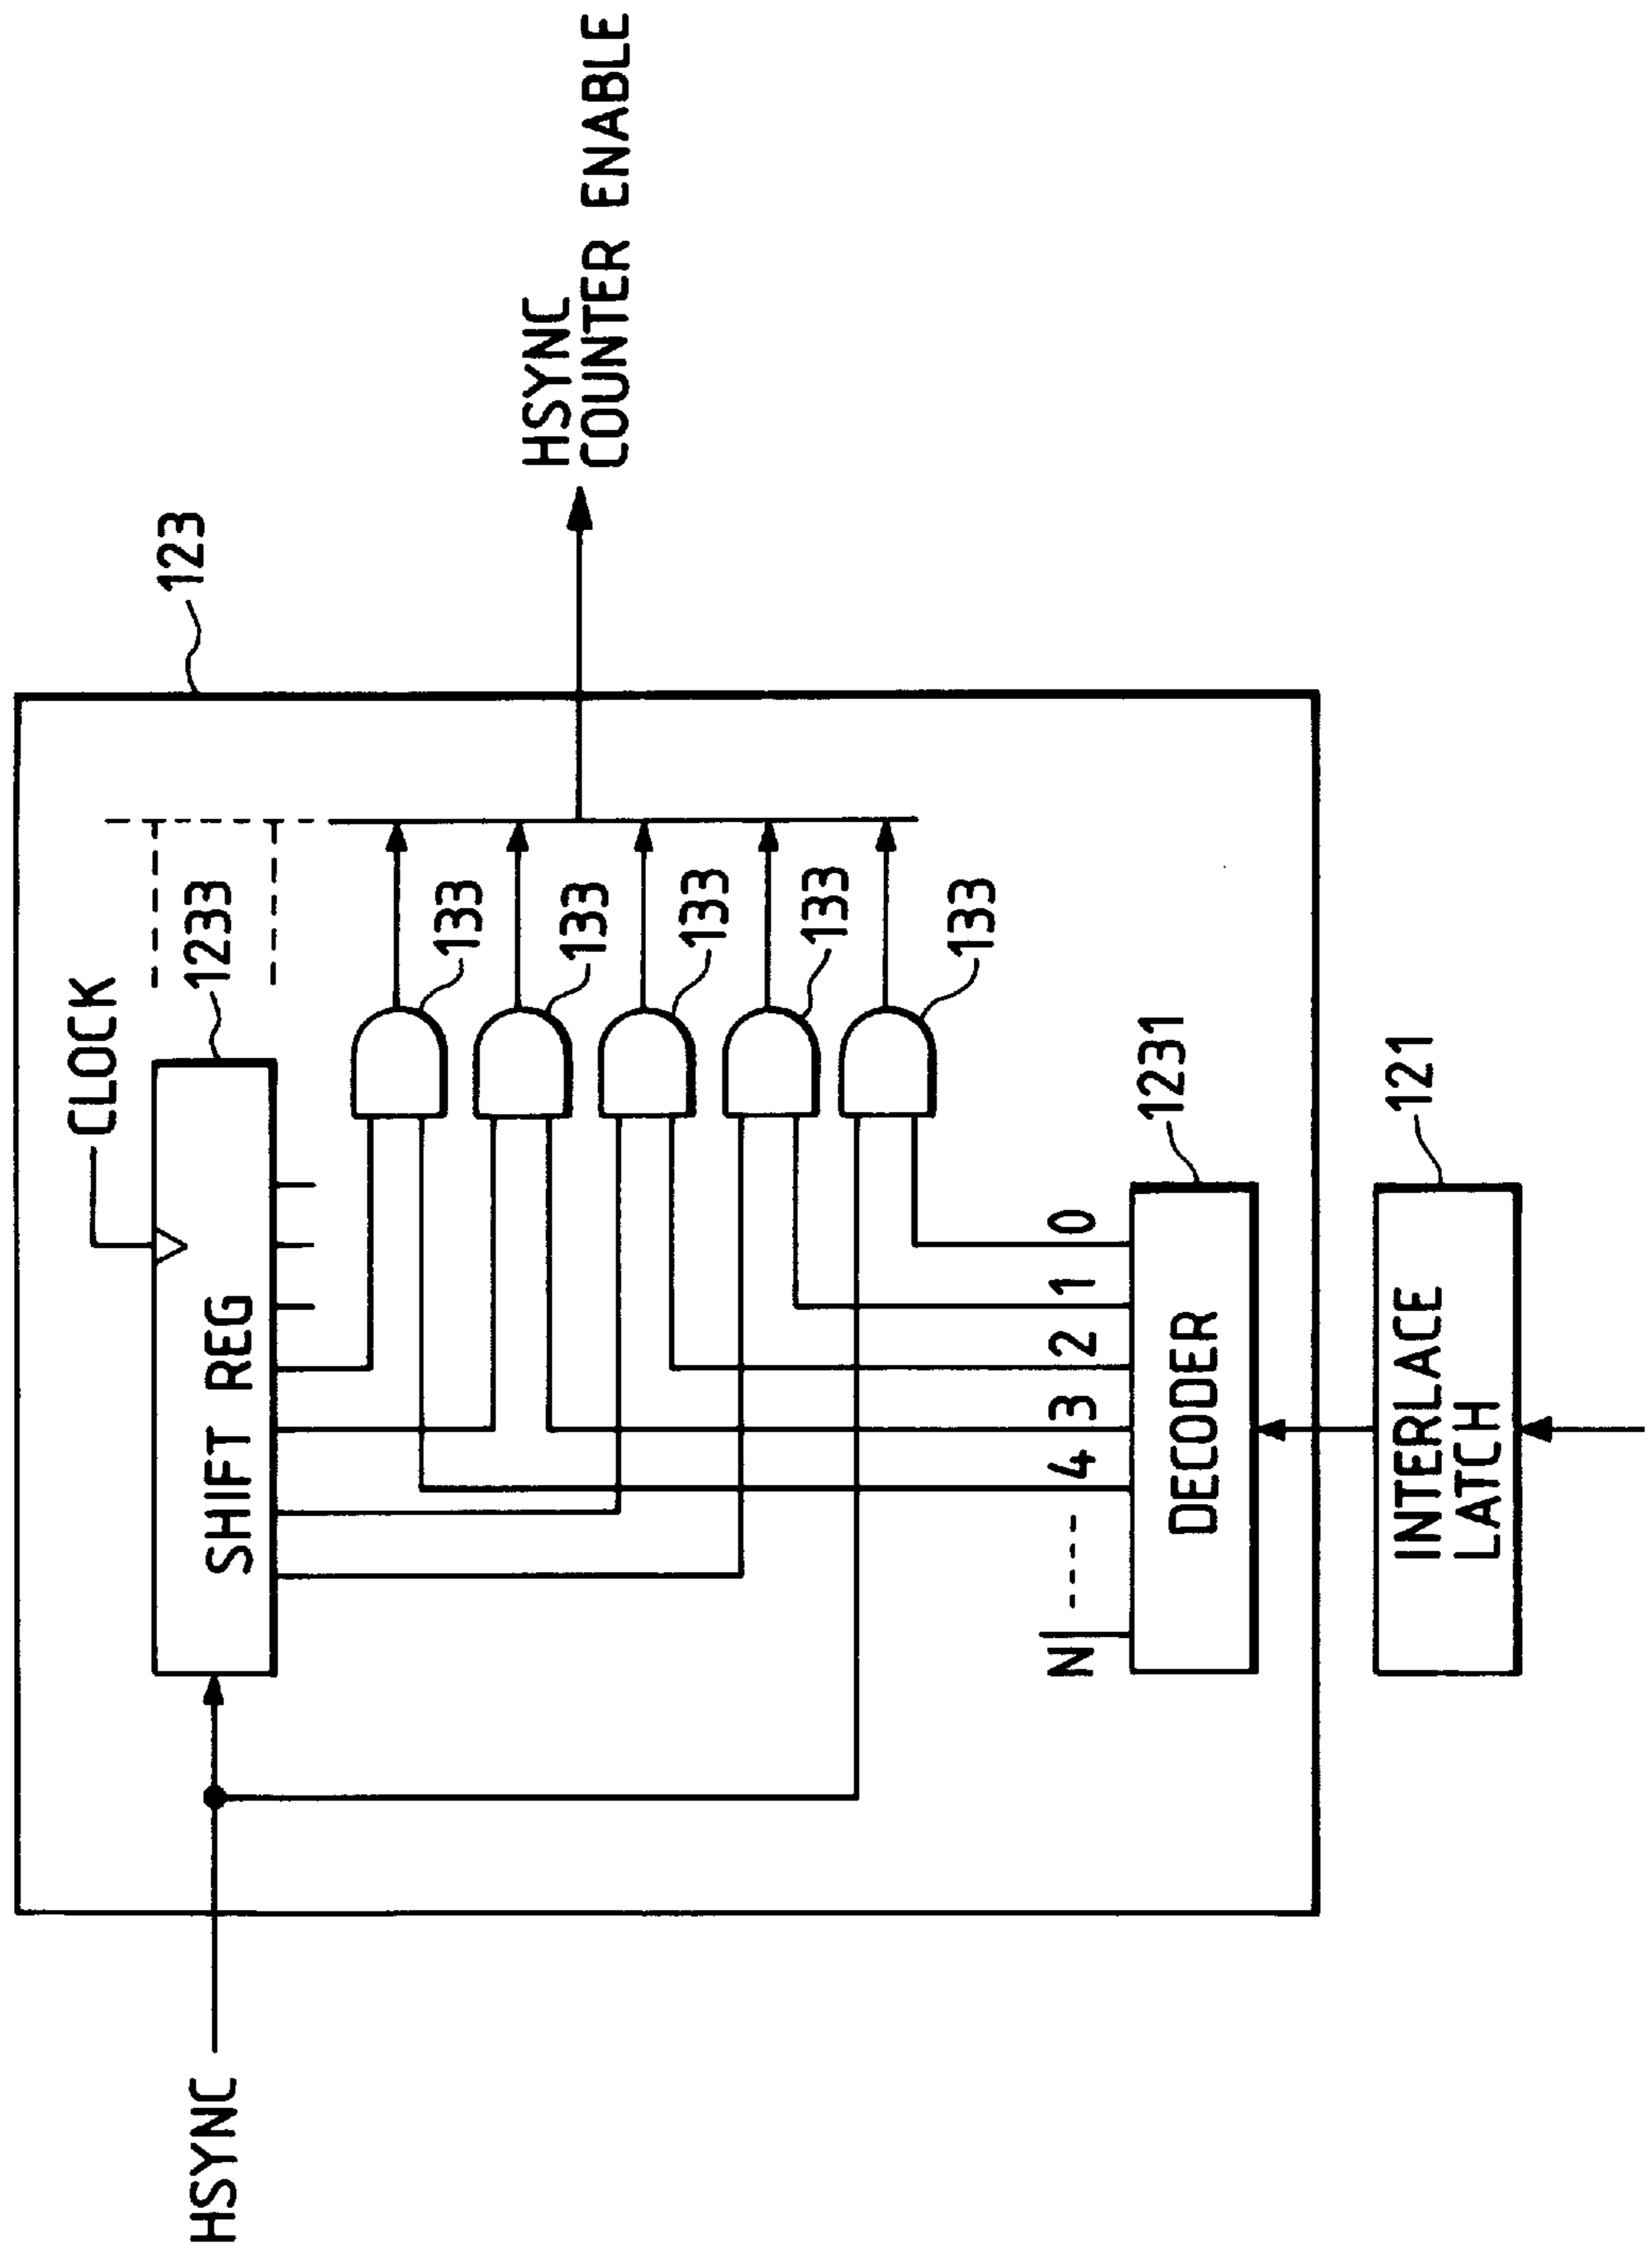 HSYNC
CLOCK
SHIFT REG
1233
123
HSYNC
COUNTER ENABLE
133
133
133
133
133
N ---- 4 3 2 1 0
DECODER
1231
INTERLACE
LATCH
121